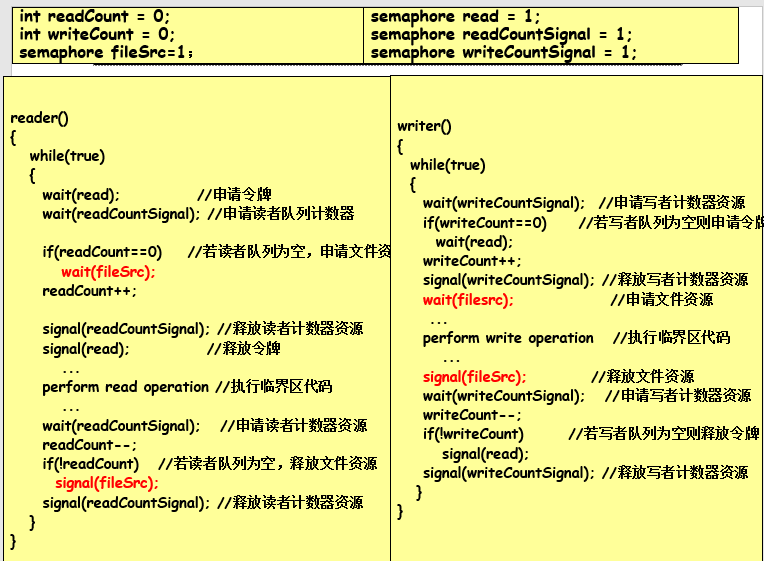 int readCount = 0;
int writeCount = 0;
semaphore fileSrc=1;
semaphore read = 1;
semaphore readCountSignal = 1;
semaphore writeCountSignal = 1;
reader()
{
while(true)
{
wait(read); //申请令牌
wait(readCountSignal); //申请读者队列计数器
if(readCount==0) //若读者队列为空，申请文件资
wait(fileSrc);
readCount++;
signal(readCountSignal); //释放读者计数器资源
signal(read); //释放令牌
...
perform read operation //执行临界区代码
...
wait(readCountSignal); //申请读者计数器资源
readCount--;
if(!readCount) //若读者队列为空，释放文件资源
signal(fileSrc);
signal(readCountSignal); //释放读者计数器资源
}
}
writer()
{
while(true)
{
wait(writeCountSignal); //申请写者计数器资源
if(writeCount==0) //若写者队列为空则申请令牌
wait(read);
writeCount++;
signal(writeCountSignal); //释放写者计数器资源
wait(filesrc); //申请文件资源
...
perform write operation //执行临界区代码
...
signal(fileSrc); //释放文件资源
wait(writeCountSignal); //申请写者计数器资源
writeCount--;
if(!writeCount) //若写者队列为空则释放令牌
signal(read);
signal(writeCountSignal); //释放写者计数器资源
}
}